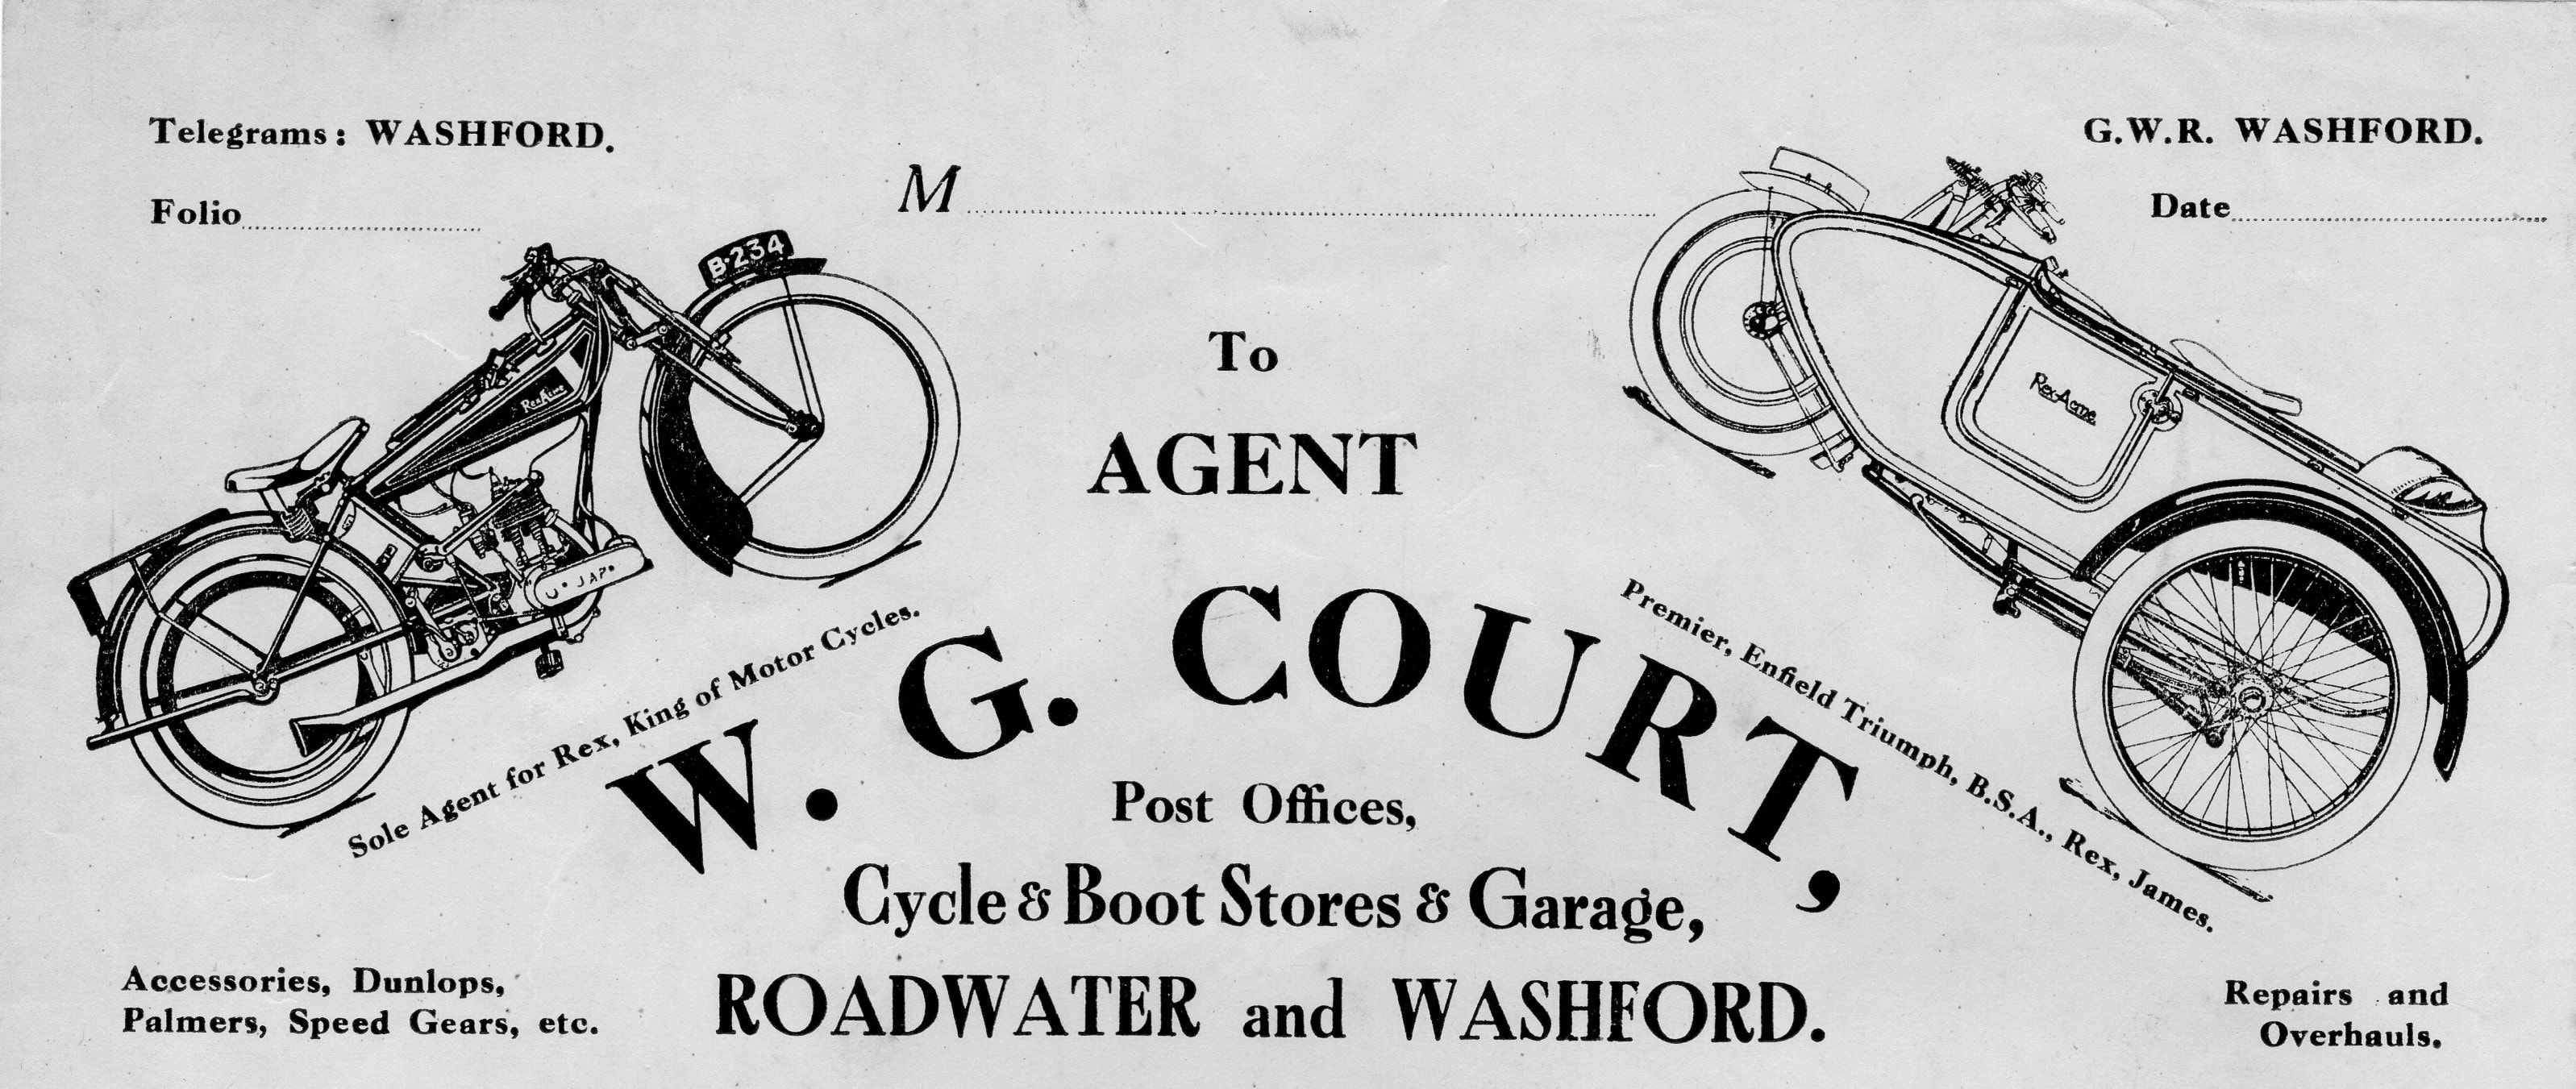 Telegrams: WASHFORD.
G.W.R. WASHFORD.
Folio
M
Date
B·234
To
AGENT
Rex Acme
Rex-Acme
JAP
Sole Agent for Rex, King of Motor Cycles.
Premier, Enfield Triumph, B.S.A., Rex, James.
W. G. COURT,
Post Offices,
Cycle & Boot Stores & Garage,
ROADWATER and WASHFORD.
Accessories, Dunlops,
Palmers, Speed Gears, etc.
Repairs and
Overhauls.